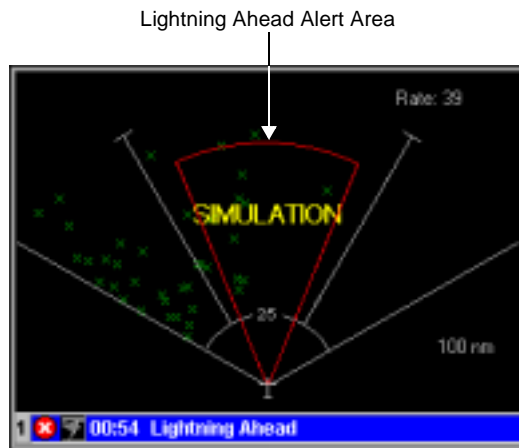 Lightning Ahead Alert Area
Rate: 39
SIMULATION
25
100 nm
1 00:54 Lightning Ahead